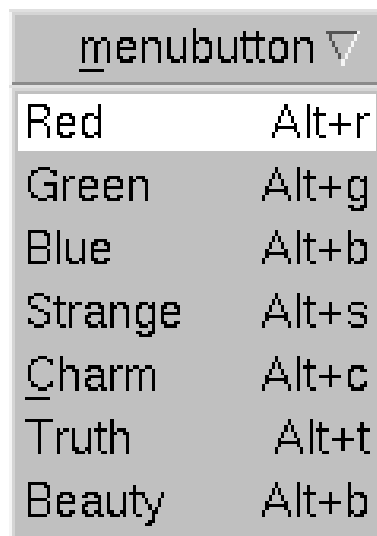 menubutton
Red Alt+r
Green Alt+g
Blue Alt+b
Strange Alt+s
Charm Alt+c
Truth Alt+t
Beauty Alt+b